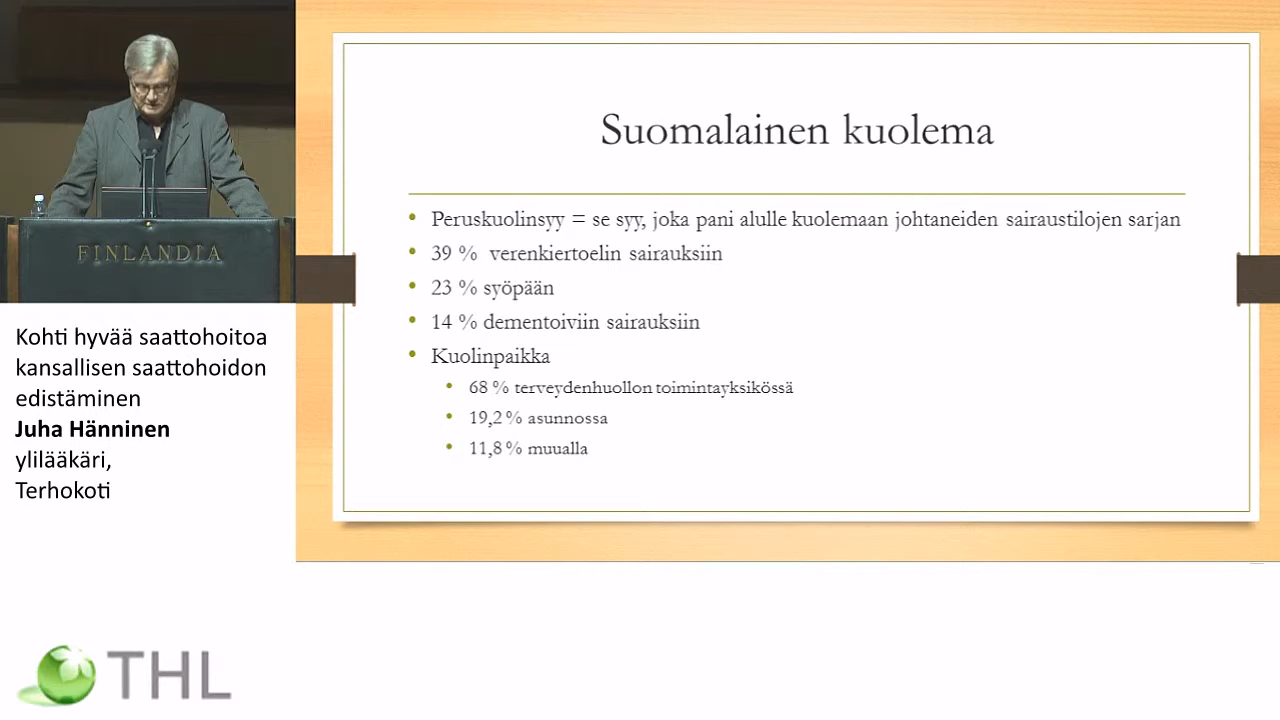 FINLANDIA
Kohti hyvää saattohoitoa
kansallisen saattohoidon
edistäminen
Juha Hänninen
ylilääkäri,
Terhokoti
THL
Suomalainen kuolema
• Peruskuolinsyy = se syy, joka pani alulle kuolemaan johtaneiden sairaustilojen sarjan
• 39 % verenkiertoelin sairauksiin
• 23 % syöpään
• 14 % dementoiviin sairauksiin
• Kuolinpaikka
• 68 % terveydenhuollon toimintayksikössä
• 19,2 % asunnossa
• 11,8 % muualla